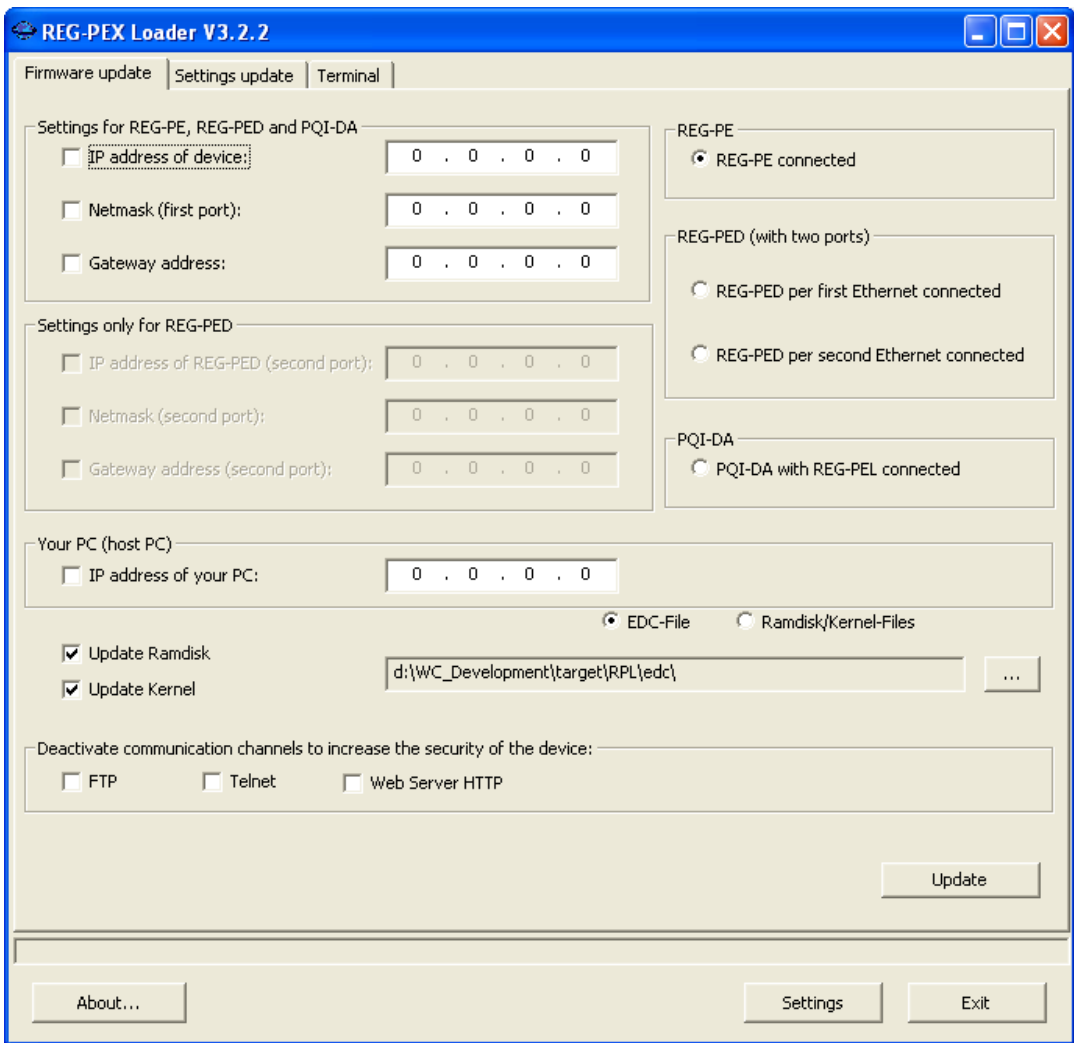 REG-PEX Loader V3.2.2
Firmware update
Settings update
Terminal
Settings for REG-PE, REG-PED and PQI-DA
IP address of device:
0 . 0 . 0 . 0
Netmask (first port):
0 . 0 . 0 . 0
Gateway address:
0 . 0 . 0 . 0
REG-PE
REG-PE connected
REG-PED (with two ports)
REG-PED per first Ethernet connected
REG-PED per second Ethernet connected
Settings only for REG-PED
IP address of REG-PED (second port):
0 . 0 . 0 . 0
Netmask (second port):
0 . 0 . 0 . 0
Gateway address (second port):
0 . 0 . 0 . 0
PQI-DA
PQI-DA with REG-PEL connected
Your PC (host PC)
IP address of your PC:
0 . 0 . 0 . 0
EDC-File
Ramdisk/Kernel-Files
Update Ramdisk
Update Kernel
d:\WC_Development\target\RPL\edc\
...
Deactivate communication channels to increase the security of the device:
FTP
Telnet
Web Server HTTP
Update
About...
Settings
Exit